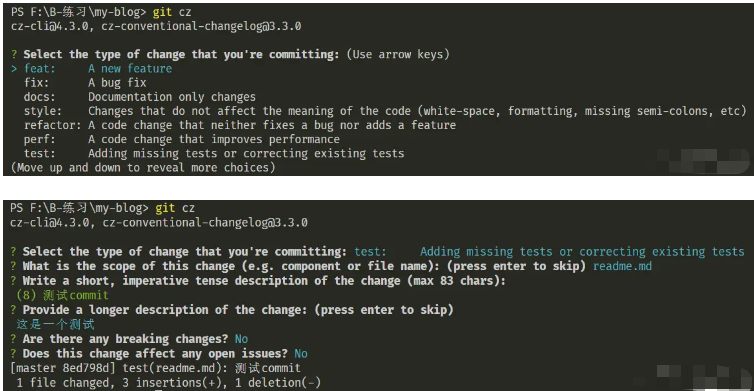 PS F:\B-练习\my-blog> git cz
cz-cli@4.3.0, cz-conventional-changelog@3.3.0
? Select the type of change that you're committing: (Use arrow keys)
> feat:     A new feature
fix:      A bug fix
docs:     Documentation only changes
style:    Changes that do not affect the meaning of the code (white-space, formatting, missing semi-colons, etc)
refactor: A code change that neither fixes a bug nor adds a feature
perf:     A code change that improves performance
test:     Adding missing tests or correcting existing tests
(Move up and down to reveal more choices)
PS F:\B-练习\my-blog> git cz
cz-cli@4.3.0, cz-conventional-changelog@3.3.0
? Select the type of change that you're committing: test:     Adding missing tests or correcting existing tests
? What is the scope of this change (e.g. component or file name): (press enter to skip) readme.md
? Write a short, imperative tense description of the change (max 83 chars):
(8) 测试commit
? Provide a longer description of the change: (press enter to skip)
这是一个测试
? Are there any breaking changes? No
? Does this change affect any open issues? No
[master 8ed798d] test(readme.md): 测试commit
1 file changed, 3 insertions(+), 1 deletion(-)